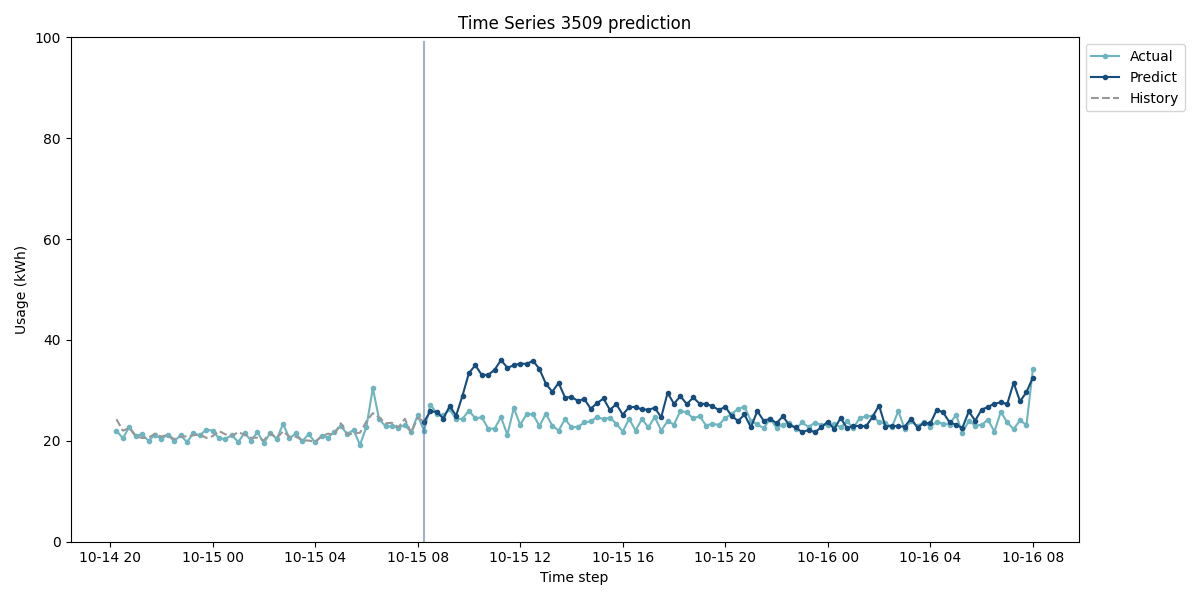 Time Series 3509 prediction
Usage (kWh)
100
80
60
40
20
0
10-14 20
10-15 00
10-15 04
10-15 08
10-15 12
10-15 16
10-15 20
10-16 00
10-16 04
10-16 08
Time step
Actual
Predict
History